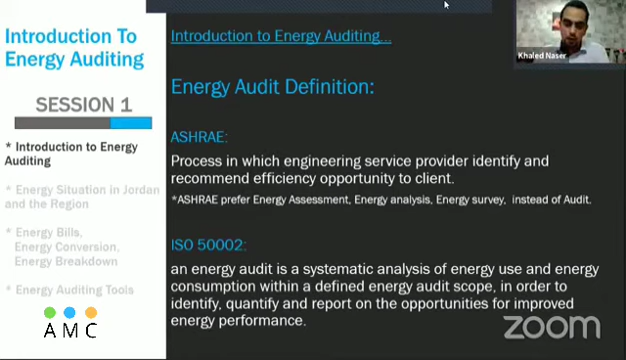 Introduction To
Energy Auditing
SESSION 1
* Introduction to Energy
Auditing
* Energy Situation in Jordan
and the Region
* Energy Bills,
Energy Conversion,
Energy Breakdown
* Energy Auditing Tools
AMC
Introduction to Energy Auditing...
Energy Audit Definition:
ASHRAE:
Process in which engineering service provider identify and
recommend efficiency opportunity to client.
*ASHRAE prefer Energy Assessment, Energy analysis, Energy survey, instead of Audit.
ISO 50002:
an energy audit is a systematic analysis of energy use and energy
consumption within a defined energy audit scope, in order to
identify, quantify and report on the opportunities for improved
energy performance.
Khaled Naser
zoom